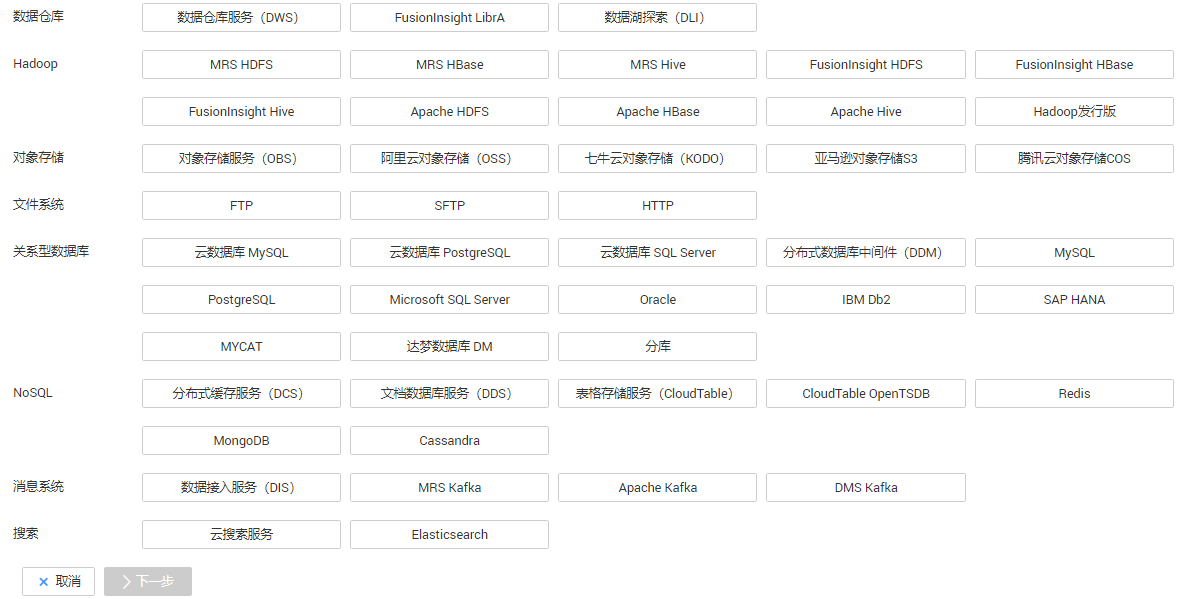 数据仓库 数据仓库服务（DWS） FusionInsight LibrA 数据湖探索（DLI）
Hadoop MRS HDFS MRS HBase MRS Hive FusionInsight HDFS FusionInsight HBase
FusionInsight Hive Apache HDFS Apache HBase Apache Hive Hadoop发行版
对象存储 对象存储服务（OBS） 阿里云对象存储（OSS） 七牛云对象存储（KODO） 亚马逊对象存储S3 腾讯云对象存储COS
文件系统 FTP SFTP HTTP
关系型数据库 云数据库 MySQL 云数据库 PostgreSQL 云数据库 SQL Server 分布式数据库中间件（DDM） MySQL
PostgreSQL Microsoft SQL Server Oracle IBM Db2 SAP HANA
MYCAT 达梦数据库 DM 分库
NoSQL 分布式缓存服务（DCS） 文档数据库服务（DDS） 表格存储服务（CloudTable） CloudTable OpenTSDB Redis
MongoDB Cassandra
消息系统 数据接入服务（DIS） MRS Kafka Apache Kafka DMS Kafka
搜索 云搜索服务 Elasticsearch
取消 下一步